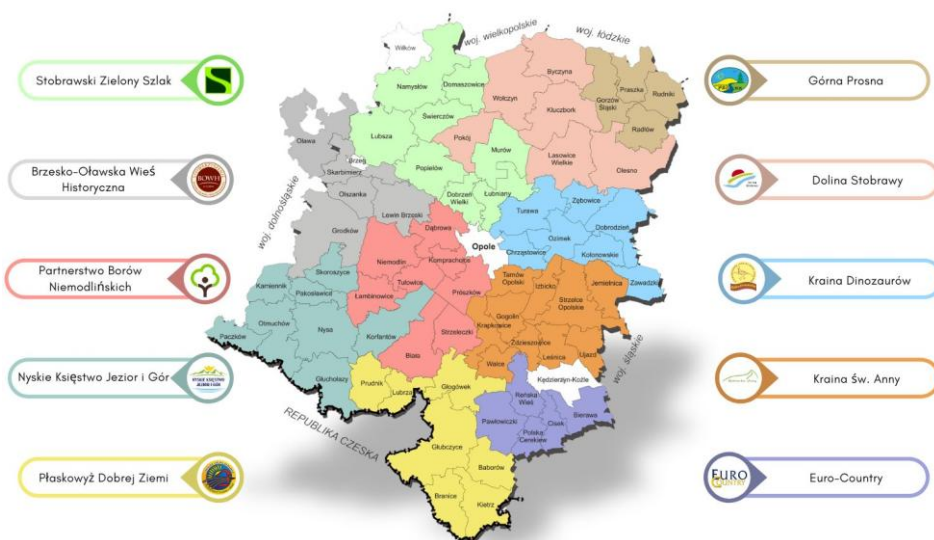 Stobrawski Zielony Szlak
Brzesko-Oławska Wieś
Historyczna
BOWH
Partnerstwo Borów
Niemodlińskich
Nyskie Księstwo Jezior i Gór
NYSKIE KSIĘSTWO
JEZIOR I GÓR
Płaskowyż Dobrej Ziemi
woj. wielkopolskie
woj. łódzkie
woj. dolnośląskie
woj. śląskie
REPUBLIKA CZESKA
Wilków
Namysłów
Domaszowice
Świerczów
Lubsza
Pokój
Popielów
Murów
Dobrzeń
Wielki
Łubniany
Wołczyn
Byczyna
Kluczbork
Lasowice
Wielkie
Olesno
Gorzów
Śląski
Praszka
Rudniki
Radłów
Oława
Brzeg
Skarbimierz
Olszanka
Lewin Brzeski
Grodków
Dąbrowa
Niemodlin
Komprachcice
Tułowice
Łambinowice
Prószków
Strzeleczki
Biała
Opole
Turawa
Zębowice
Dobrodzień
Ozimek
Chrząstowice
Kolonowskie
Zawadzkie
Tarnów
Opolski
Izbicko
Jemielnica
Strzelce
Opolskie
Gogolin
Krapkowice
Zdzieszowice
Leśnica
Ujazd
Walce
Kędzierzyn-Koźle
Skoroszyce
Kamiennik
Pakosławice
Otmuchów
Nysa
Korfantów
Paczków
Głuchołazy
Prudnik
Lubrza
Głogówek
Głubczyce
Baborów
Branice
Kietrz
Reńska
Wieś
Pawłowiczki
Cisek
Bierawa
Polska
Cerekiew
Górna Prosna
Dolina Stobrawy
Kraina Dinozaurów
Kraina św. Anny
EURO
COUNTRY
Euro-Country